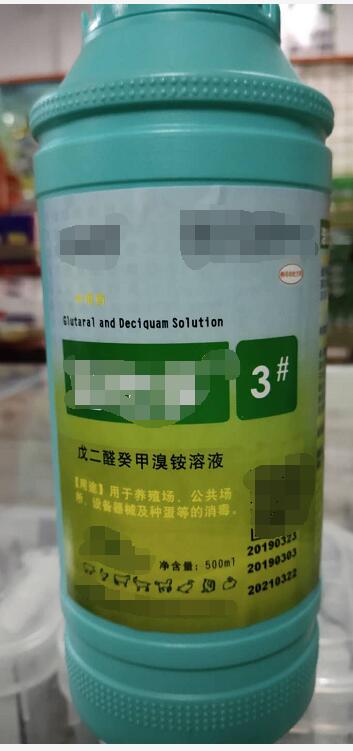 Glutaral and Deciquam Solution
3#
戊二醛癸甲溴铵溶液
【用途】用于养殖场、公共场
所、设备器械及种蛋等的消毒。
净含量：500ml
20190323
20190303
20210322